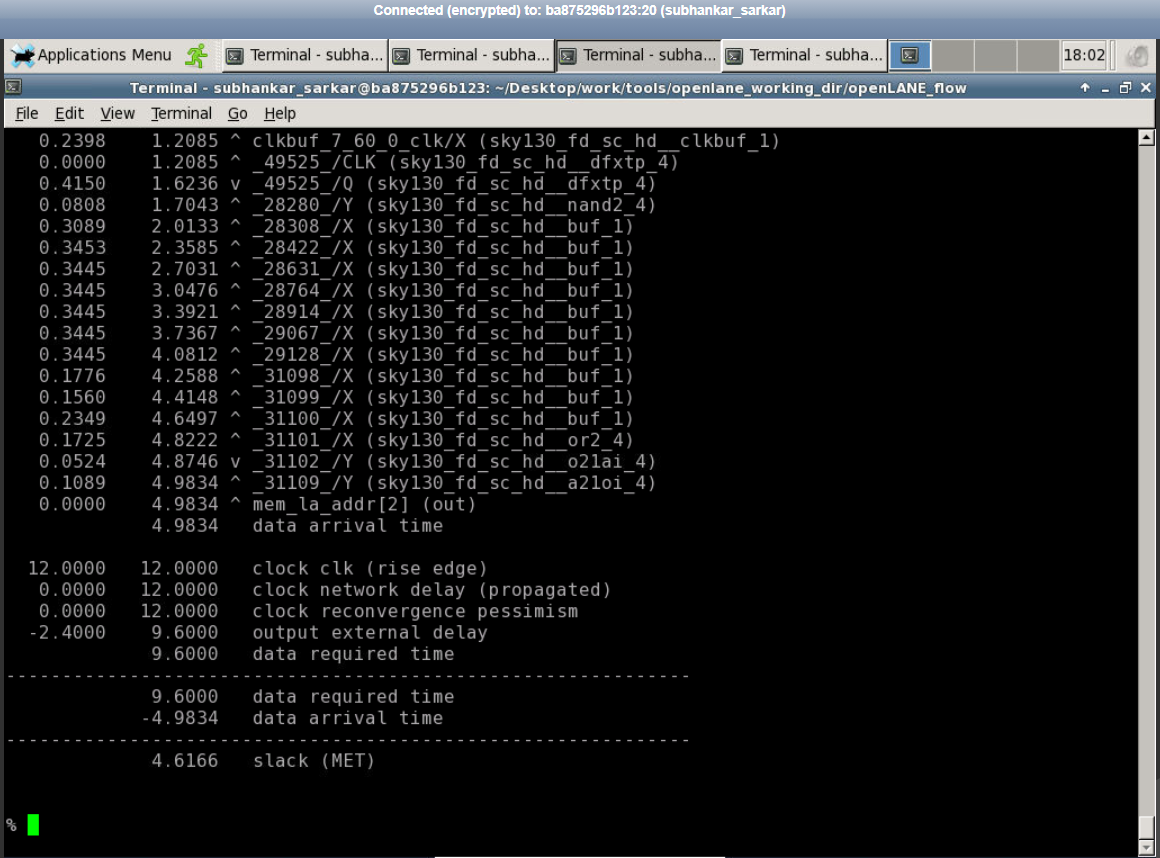 Connected (encrypted) to: ba875296b123:20 (subhankar_sarkar)
Applications Menu Terminal - subha... Terminal - subha... Terminal - subha... Terminal - subha... 18:02
Terminal - subhankar_sarkar@ba875296b123: ~/Desktop/work/tools/openlane_working_dir/openLANE_flow
File Edit View Terminal Go Help
0.2398 1.2085 ^ clkbuf_7_60_0_clk/X (sky130_fd_sc_hd__clkbuf_1)
0.0000 1.2085 ^ _49525_/CLK (sky130_fd_sc_hd__dfxtp_4)
0.4150 1.6236 v _49525_/Q (sky130_fd_sc_hd__dfxtp_4)
0.0808 1.7043 ^ _28280_/Y (sky130_fd_sc_hd__nand2_4)
0.3089 2.0133 ^ _28308_/X (sky130_fd_sc_hd__buf_1)
0.3453 2.3585 ^ _28422_/X (sky130_fd_sc_hd__buf_1)
0.3445 2.7031 ^ _28631_/X (sky130_fd_sc_hd__buf_1)
0.3445 3.0476 ^ _28764_/X (sky130_fd_sc_hd__buf_1)
0.3445 3.3921 ^ _28914_/X (sky130_fd_sc_hd__buf_1)
0.3445 3.7367 ^ _29067_/X (sky130_fd_sc_hd__buf_1)
0.3445 4.0812 ^ _29128_/X (sky130_fd_sc_hd__buf_1)
0.1776 4.2588 ^ _31098_/X (sky130_fd_sc_hd__buf_1)
0.1560 4.4148 ^ _31099_/X (sky130_fd_sc_hd__buf_1)
0.2349 4.6497 ^ _31100_/X (sky130_fd_sc_hd__buf_1)
0.1725 4.8222 ^ _31101_/X (sky130_fd_sc_hd__or2_4)
0.0524 4.8746 v _31102_/Y (sky130_fd_sc_hd__o21ai_4)
0.1089 4.9834 ^ _31109_/Y (sky130_fd_sc_hd__a21oi_4)
0.0000 4.9834 ^ mem_la_addr[2] (out)
4.9834 data arrival time
12.0000 12.0000 clock clk (rise edge)
0.0000 12.0000 clock network delay (propagated)
0.0000 12.0000 clock reconvergence pessimism
-2.4000 9.6000 output external delay
9.6000 data required time
-------------------------------------------------------------
9.6000 data required time
-4.9834 data arrival time
-------------------------------------------------------------
4.6166 slack (MET)
%